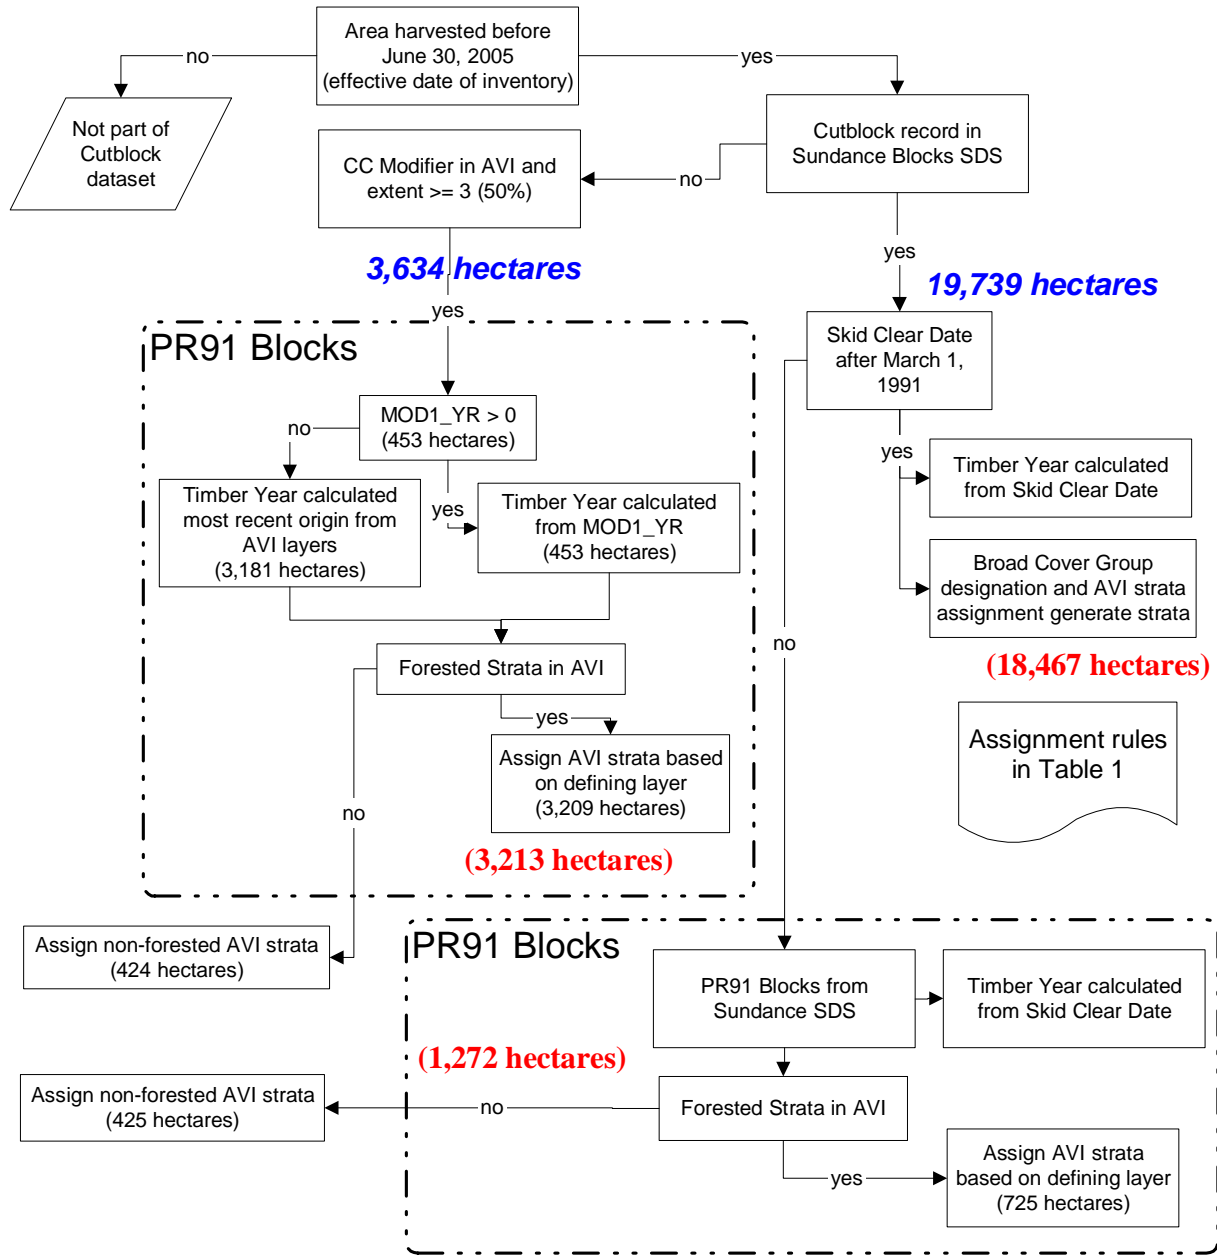 Area harvested before
June 30, 2005
(effective date of inventory)
no
yes
Not part of
Cutblock
dataset
CC Modifier in AVI and
extent >= 3 (50%)
no
Cutblock record in
Sundance Blocks SDS
yes
3,634 hectares
19,739 hectares
yes
PR91 Blocks
Skid Clear Date
after March 1,
1991
MOD1_YR > 0
(453 hectares)
no
yes
yes
Timber Year calculated
from Skid Clear Date
Timber Year calculated
most recent origin from
AVI layers
(3,181 hectares)
Timber Year calculated
from MOD1_YR
(453 hectares)
Broad Cover Group
designation and AVI strata
assignment generate strata
(18,467 hectares)
no
Forested Strata in AVI
yes
Assign AVI strata based
on defining layer
(3,209 hectares)
no
Assignment rules
in Table 1
(3,213 hectares)
Assign non-forested AVI strata
(424 hectares)
PR91 Blocks
PR91 Blocks from
Sundance SDS
Timber Year calculated
from Skid Clear Date
(1,272 hectares)
Assign non-forested AVI strata
(425 hectares)
no
Forested Strata in AVI
yes
Assign AVI strata
based on defining layer
(725 hectares)